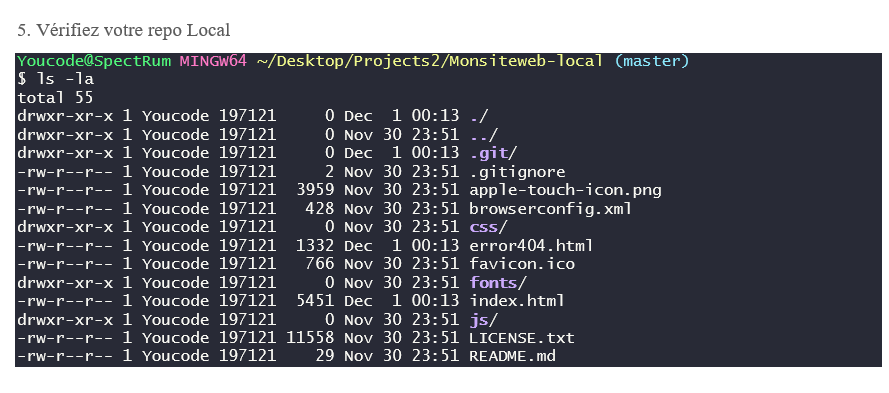 5. Vérifiez votre repo Local
Youcode@SpectRum MINGW64 ~/Desktop/Projects2/Monsiteweb-local (master)
$ ls -la
total 55
drwxr-xr-x 1 Youcode 197121     0 Dec  1 00:13 ./
drwxr-xr-x 1 Youcode 197121     0 Nov 30 23:51 ../
drwxr-xr-x 1 Youcode 197121     0 Dec  1 00:13 .git/
-rw-r--r-- 1 Youcode 197121     2 Nov 30 23:51 .gitignore
-rw-r--r-- 1 Youcode 197121  3959 Nov 30 23:51 apple-touch-icon.png
-rw-r--r-- 1 Youcode 197121   428 Nov 30 23:51 browserconfig.xml
drwxr-xr-x 1 Youcode 197121     0 Nov 30 23:51 css/
-rw-r--r-- 1 Youcode 197121  1332 Dec  1 00:13 error404.html
-rw-r--r-- 1 Youcode 197121   766 Nov 30 23:51 favicon.ico
drwxr-xr-x 1 Youcode 197121     0 Nov 30 23:51 fonts/
-rw-r--r-- 1 Youcode 197121  5451 Dec  1 00:13 index.html
drwxr-xr-x 1 Youcode 197121     0 Nov 30 23:51 js/
-rw-r--r-- 1 Youcode 197121 11558 Nov 30 23:51 LICENSE.txt
-rw-r--r-- 1 Youcode 197121    29 Nov 30 23:51 README.md